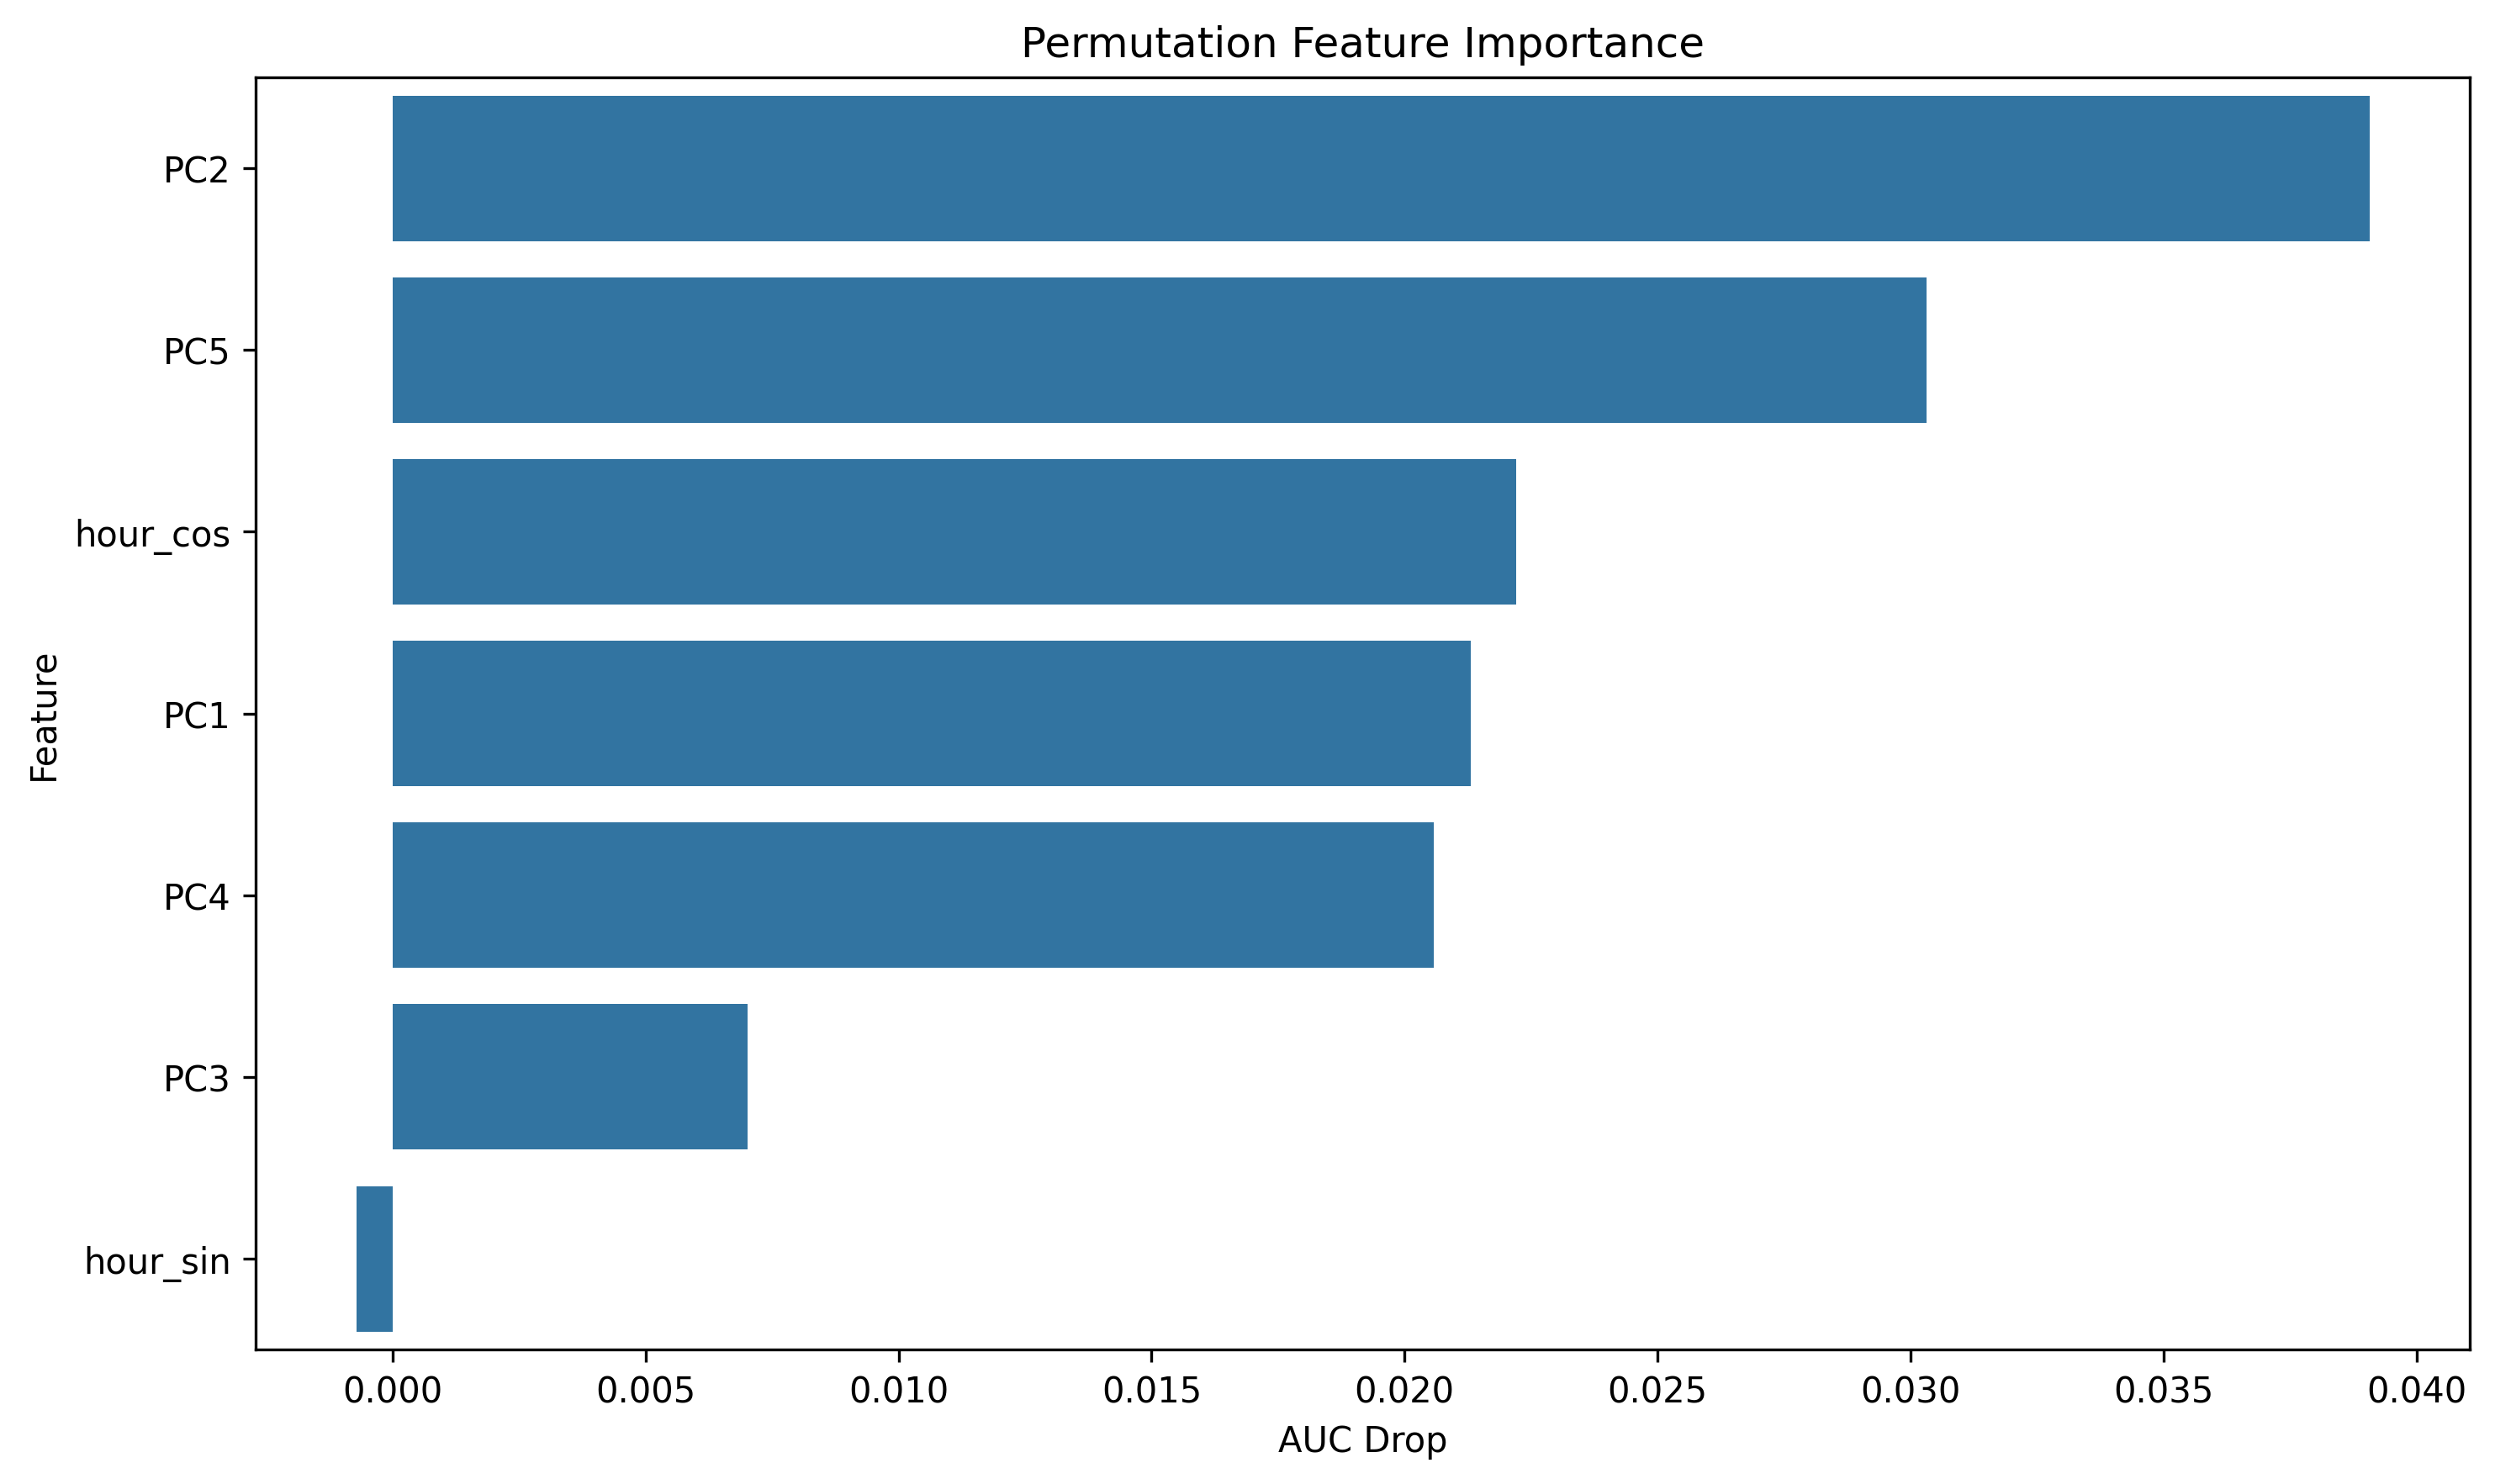 Permutation Feature Importance
Feature
PC2
PC5
hour_cos
PC1
PC4
PC3
hour_sin
0.000 0.005 0.010 0.015 0.020 0.025 0.030 0.035 0.040
AUC Drop